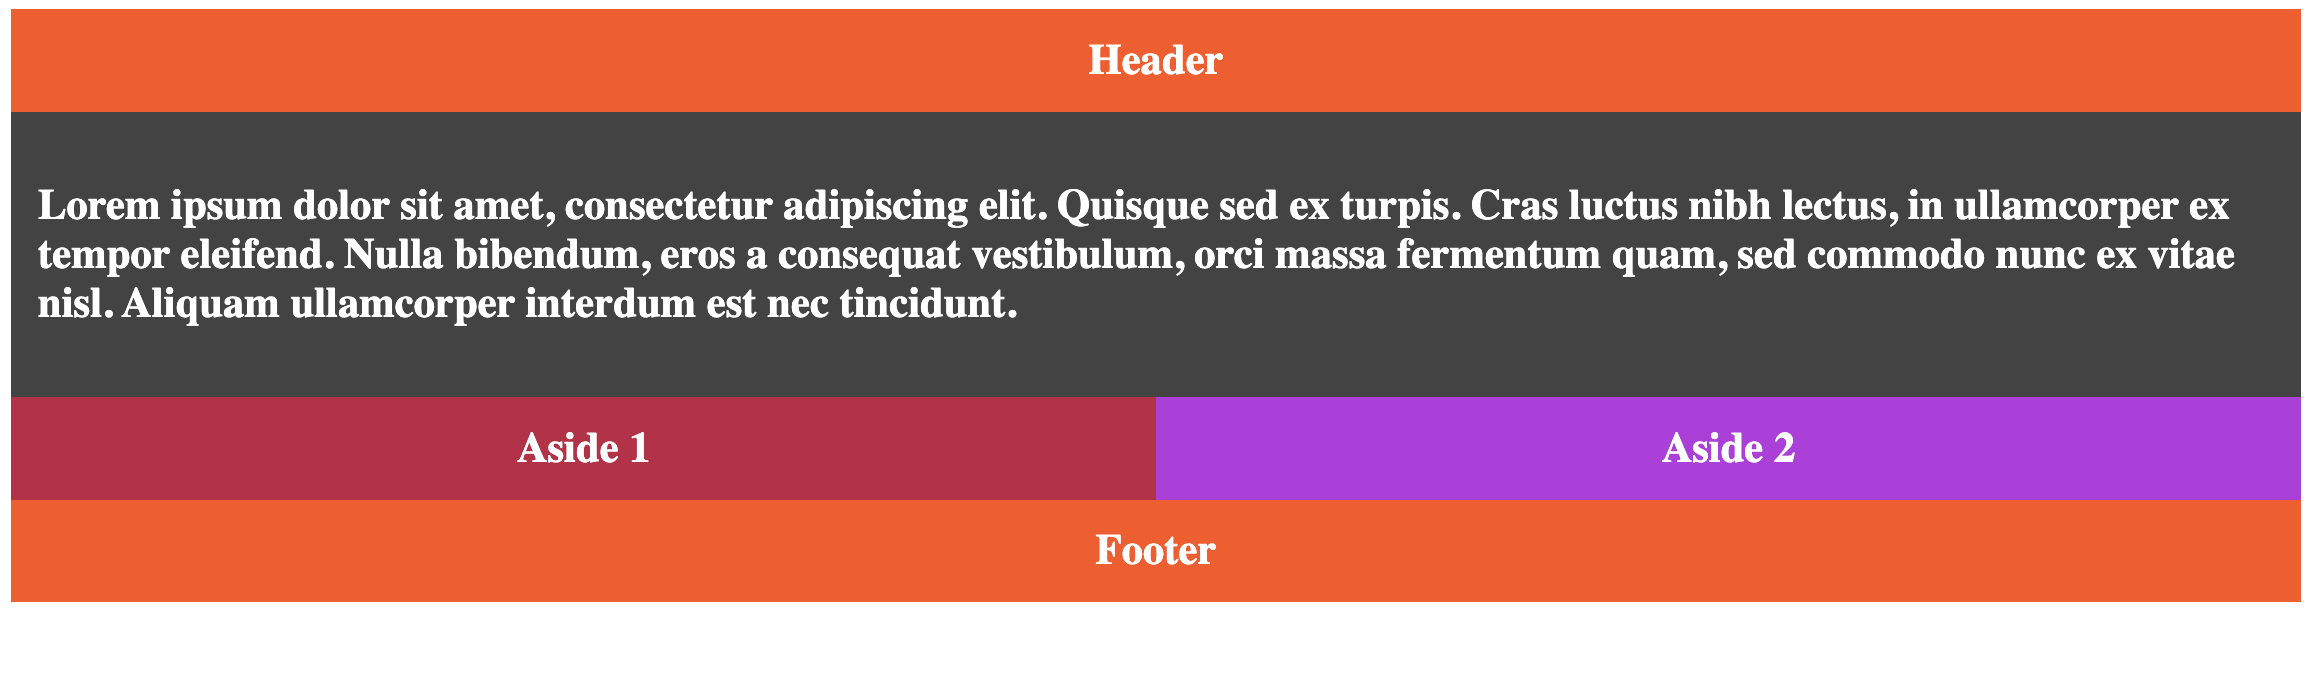 Header
Lorem ipsum dolor sit amet, consectetur adipiscing elit. Quisque sed ex turpis. Cras luctus nibh lectus, in ullamcorper ex
tempor eleifend. Nulla bibendum, eros a consequat vestibulum, orci massa fermentum quam, sed commodo nunc ex vitae
nisl. Aliquam ullamcorper interdum est nec tincidunt.
Aside 1
Aside 2
Footer